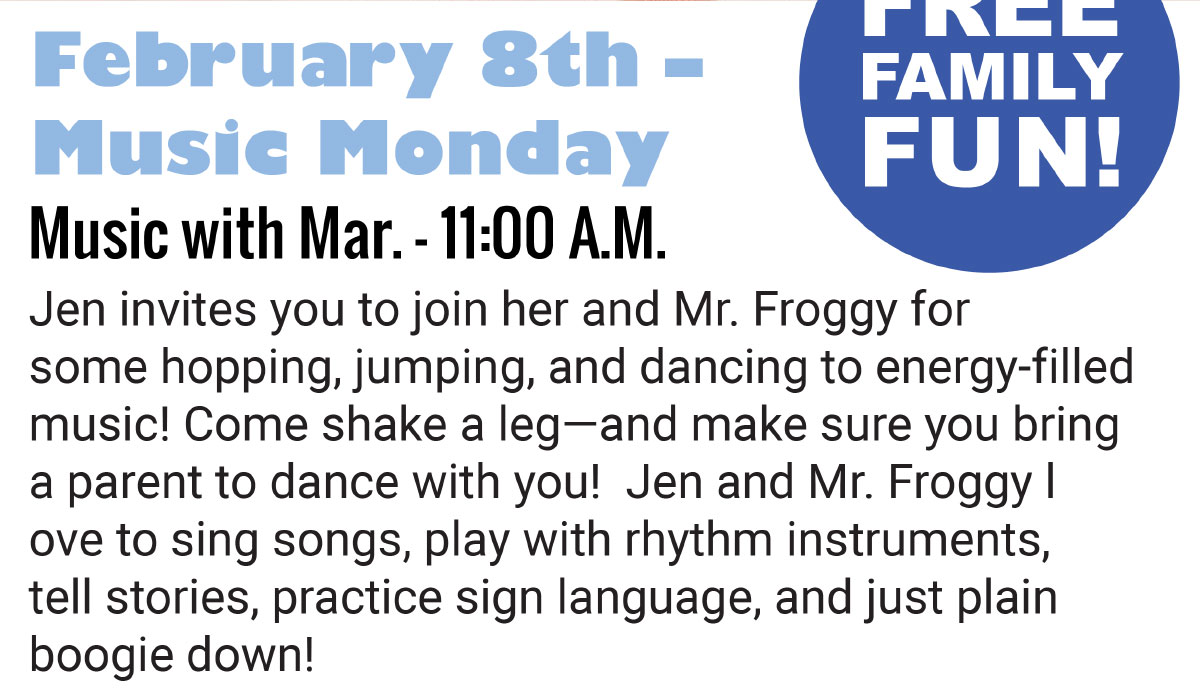 February 8th –
Music Monday
FREE
FAMILY
FUN!
Music with Mar. - 11:00 A.M.
Jen invites you to join her and Mr. Froggy for
some hopping, jumping, and dancing to energy-filled
music! Come shake a leg—and make sure you bring
a parent to dance with you!  Jen and Mr. Froggy l
ove to sing songs, play with rhythm instruments,
tell stories, practice sign language, and just plain
boogie down!